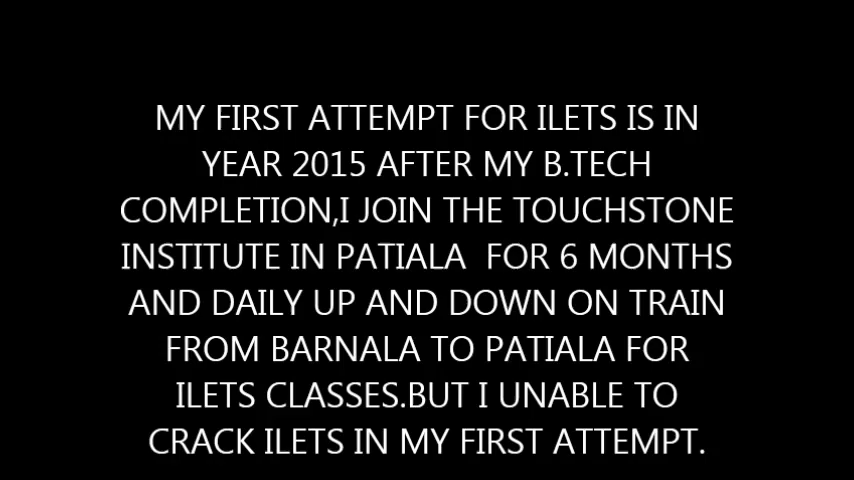 MY FIRST ATTEMPT FOR ILETS IS IN
YEAR 2015 AFTER MY B.TECH
COMPLETION,I JOIN THE TOUCHSTONE
INSTITUTE IN PATIALA  FOR 6 MONTHS
AND DAILY UP AND DOWN ON TRAIN
FROM BARNALA TO PATIALA FOR
ILETS CLASSES.BUT I UNABLE TO
CRACK ILETS IN MY FIRST ATTEMPT.